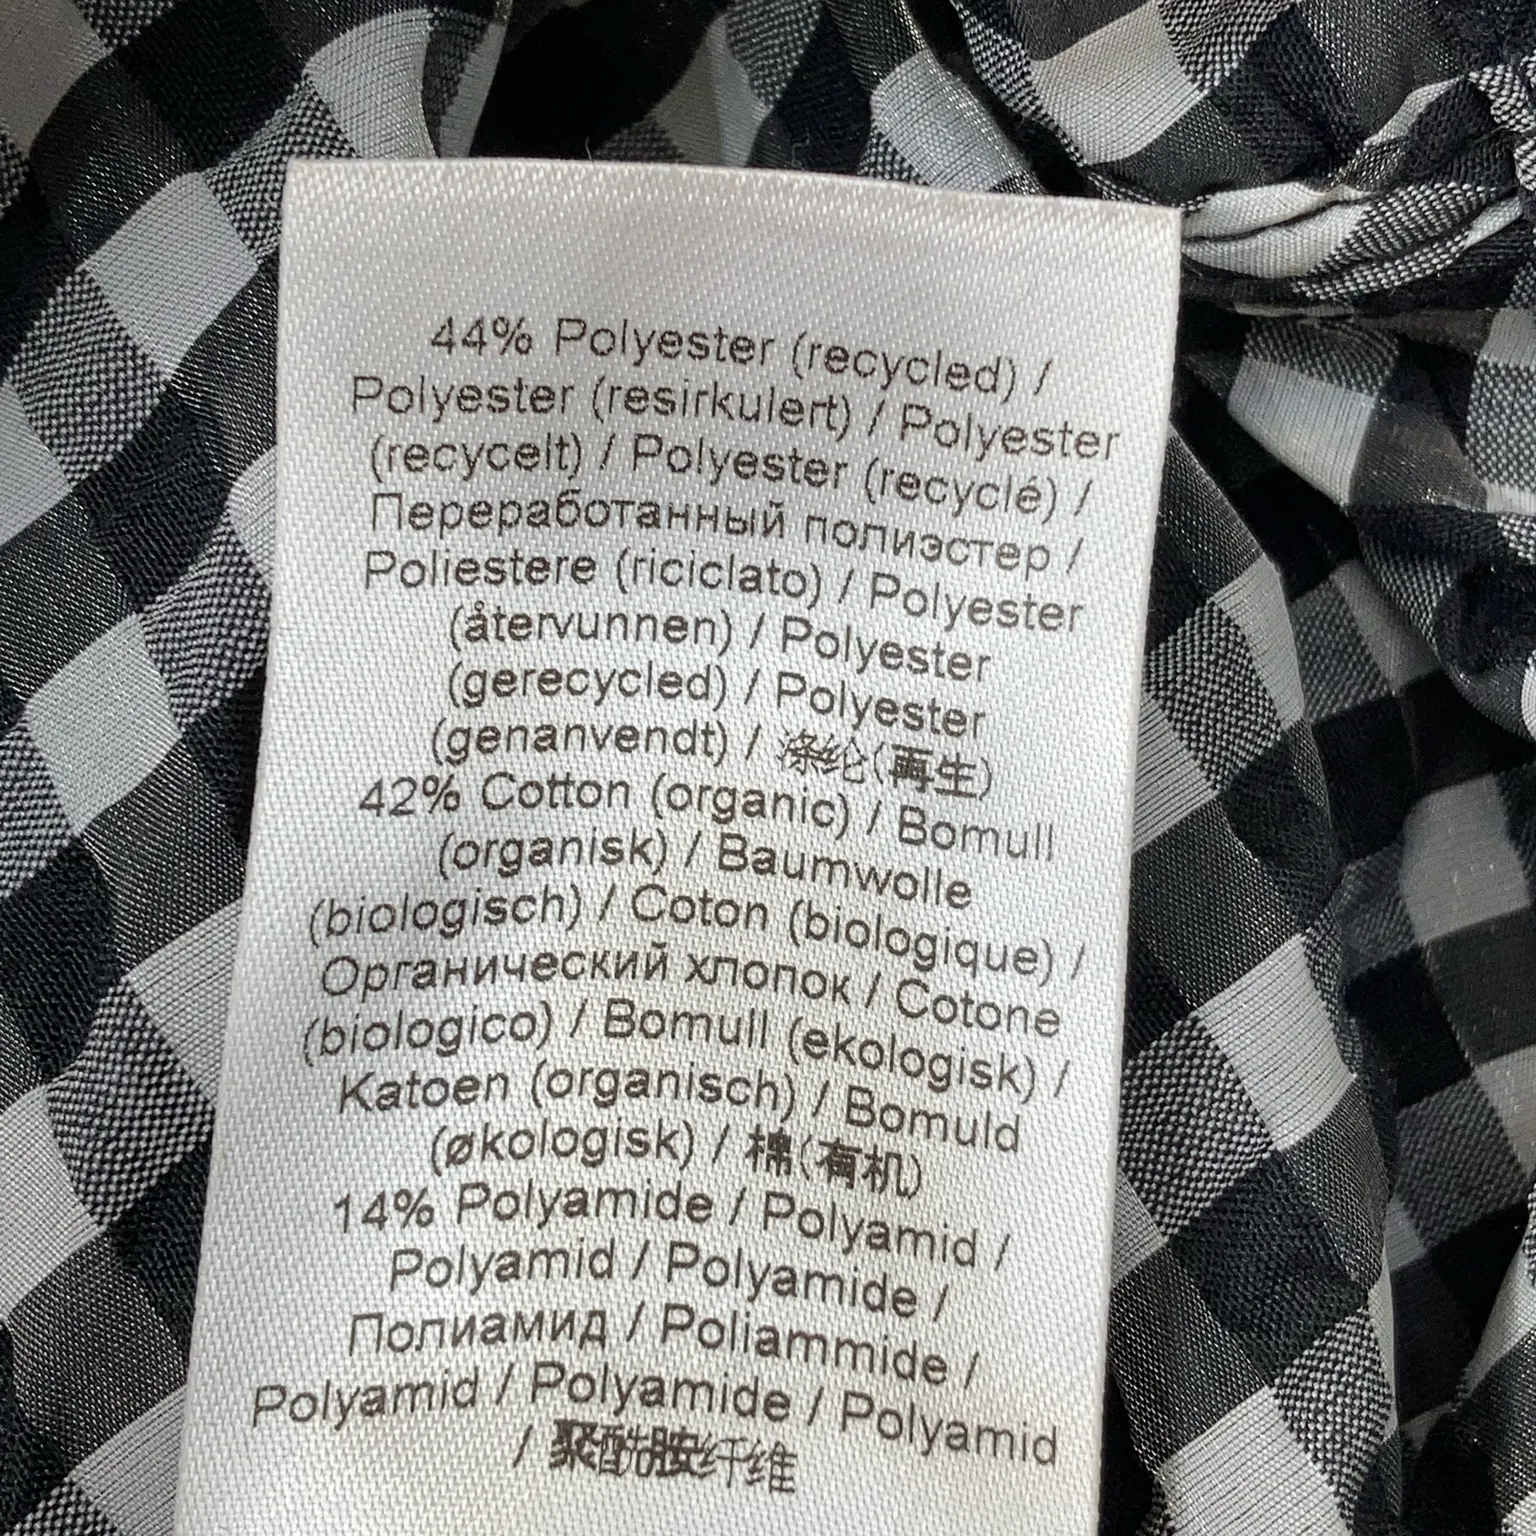 44% Polyester (recycled) /
Polyester (resirkulert) / Polyester
(recycelt) / Polyester (recyclé) /
Переработанный полиэстер /
Poliestere (riciclato) / Polyester
(återvunnen) / Polyester
(gerecycled) / Polyester
(genanvendt) / 涤纶(再生)
42% Cotton (organic) / Bomull
(organisk) / Baumwolle
(biologisch) / Coton (biologique) /
Органический хлопок / Cotone
(biologico) / Bomull (ekologisk) /
Katoen (organisch) / Bomuld
(økologisk) / 棉(有机)
14% Polyamide / Polyamid /
Polyamid / Polyamide /
Полиамид / Poliammide /
Polyamid / Polyamide / Polyamid
/ 聚酰胺纤维